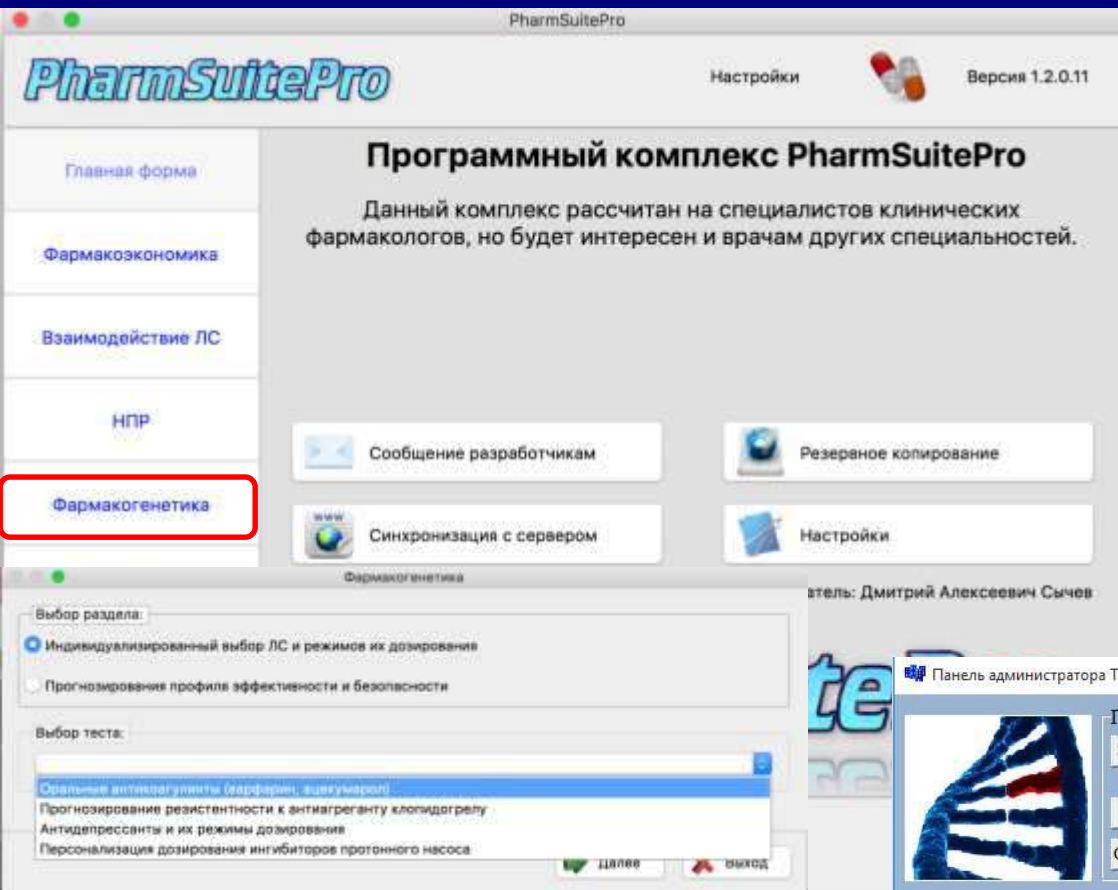 PharmSuitePro
PharmSuitePro
Настройки
Версия 1.2.0.11
Главная форма
Фармакоэкономика
Взаимодействие ЛС
НПР
Фармакогенетика
Программный комплекс PharmSuitePro
Данный комплекс рассчитан на специалистов клинических
фармакологов, но будет интересен и врачам других специальностей.
Сообщение разработчикам
Резервное копирование
Синхронизация с сервером
Настройки
Дмитрий Алексеевич Сычев
Фармакогенетика
Выбор раздела:
Индивидуализированный выбор ЛС и режимов их дозирования
Прогнозирования профиля эффективности и безопасности
Выбор теста:
Оральные антикоагулянты (варфарин, аценумарол)
Прогнозирование резистентности к антиагреганту клопидогрелу
Антидепрессанты и их режимы дозирования
Персонализация дозирования ингибиторов протонного насоса
Далее
Выход
Панель администратора